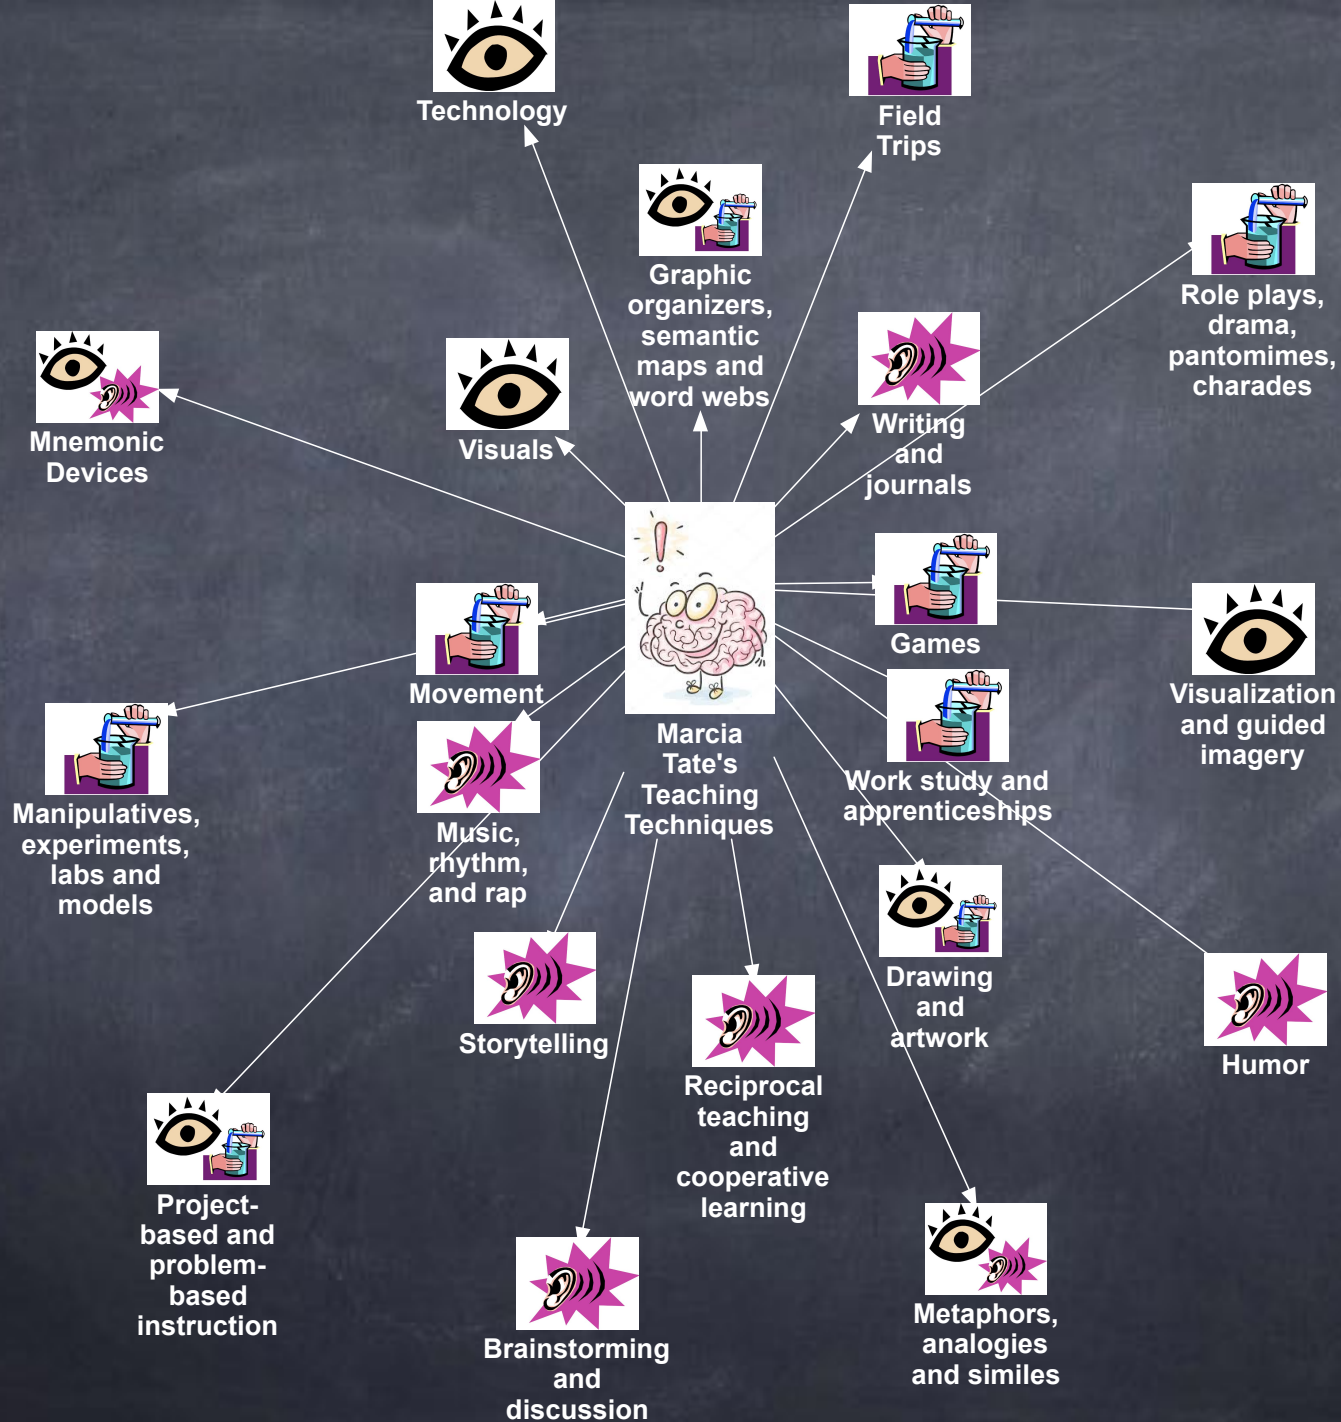 Technology
Field
Trips
Graphic
organizers,
semantic
maps and
word webs
Role plays,
drama,
pantomimes,
charades
Mnemonic
Devices
Visuals
Writing
and
journals
Games
Movement
Visualization
and guided
imagery
Marcia
Tate's
Teaching
Techniques
Work study and
apprenticeships
Manipulatives,
experiments,
labs and
models
Music,
rhythm,
and rap
Drawing
and
artwork
Storytelling
Humor
Reciprocal
teaching
and
cooperative
learning
Project-
based and
problem-
based
instruction
Brainstorming
and
discussion
Metaphors,
analogies
and similes